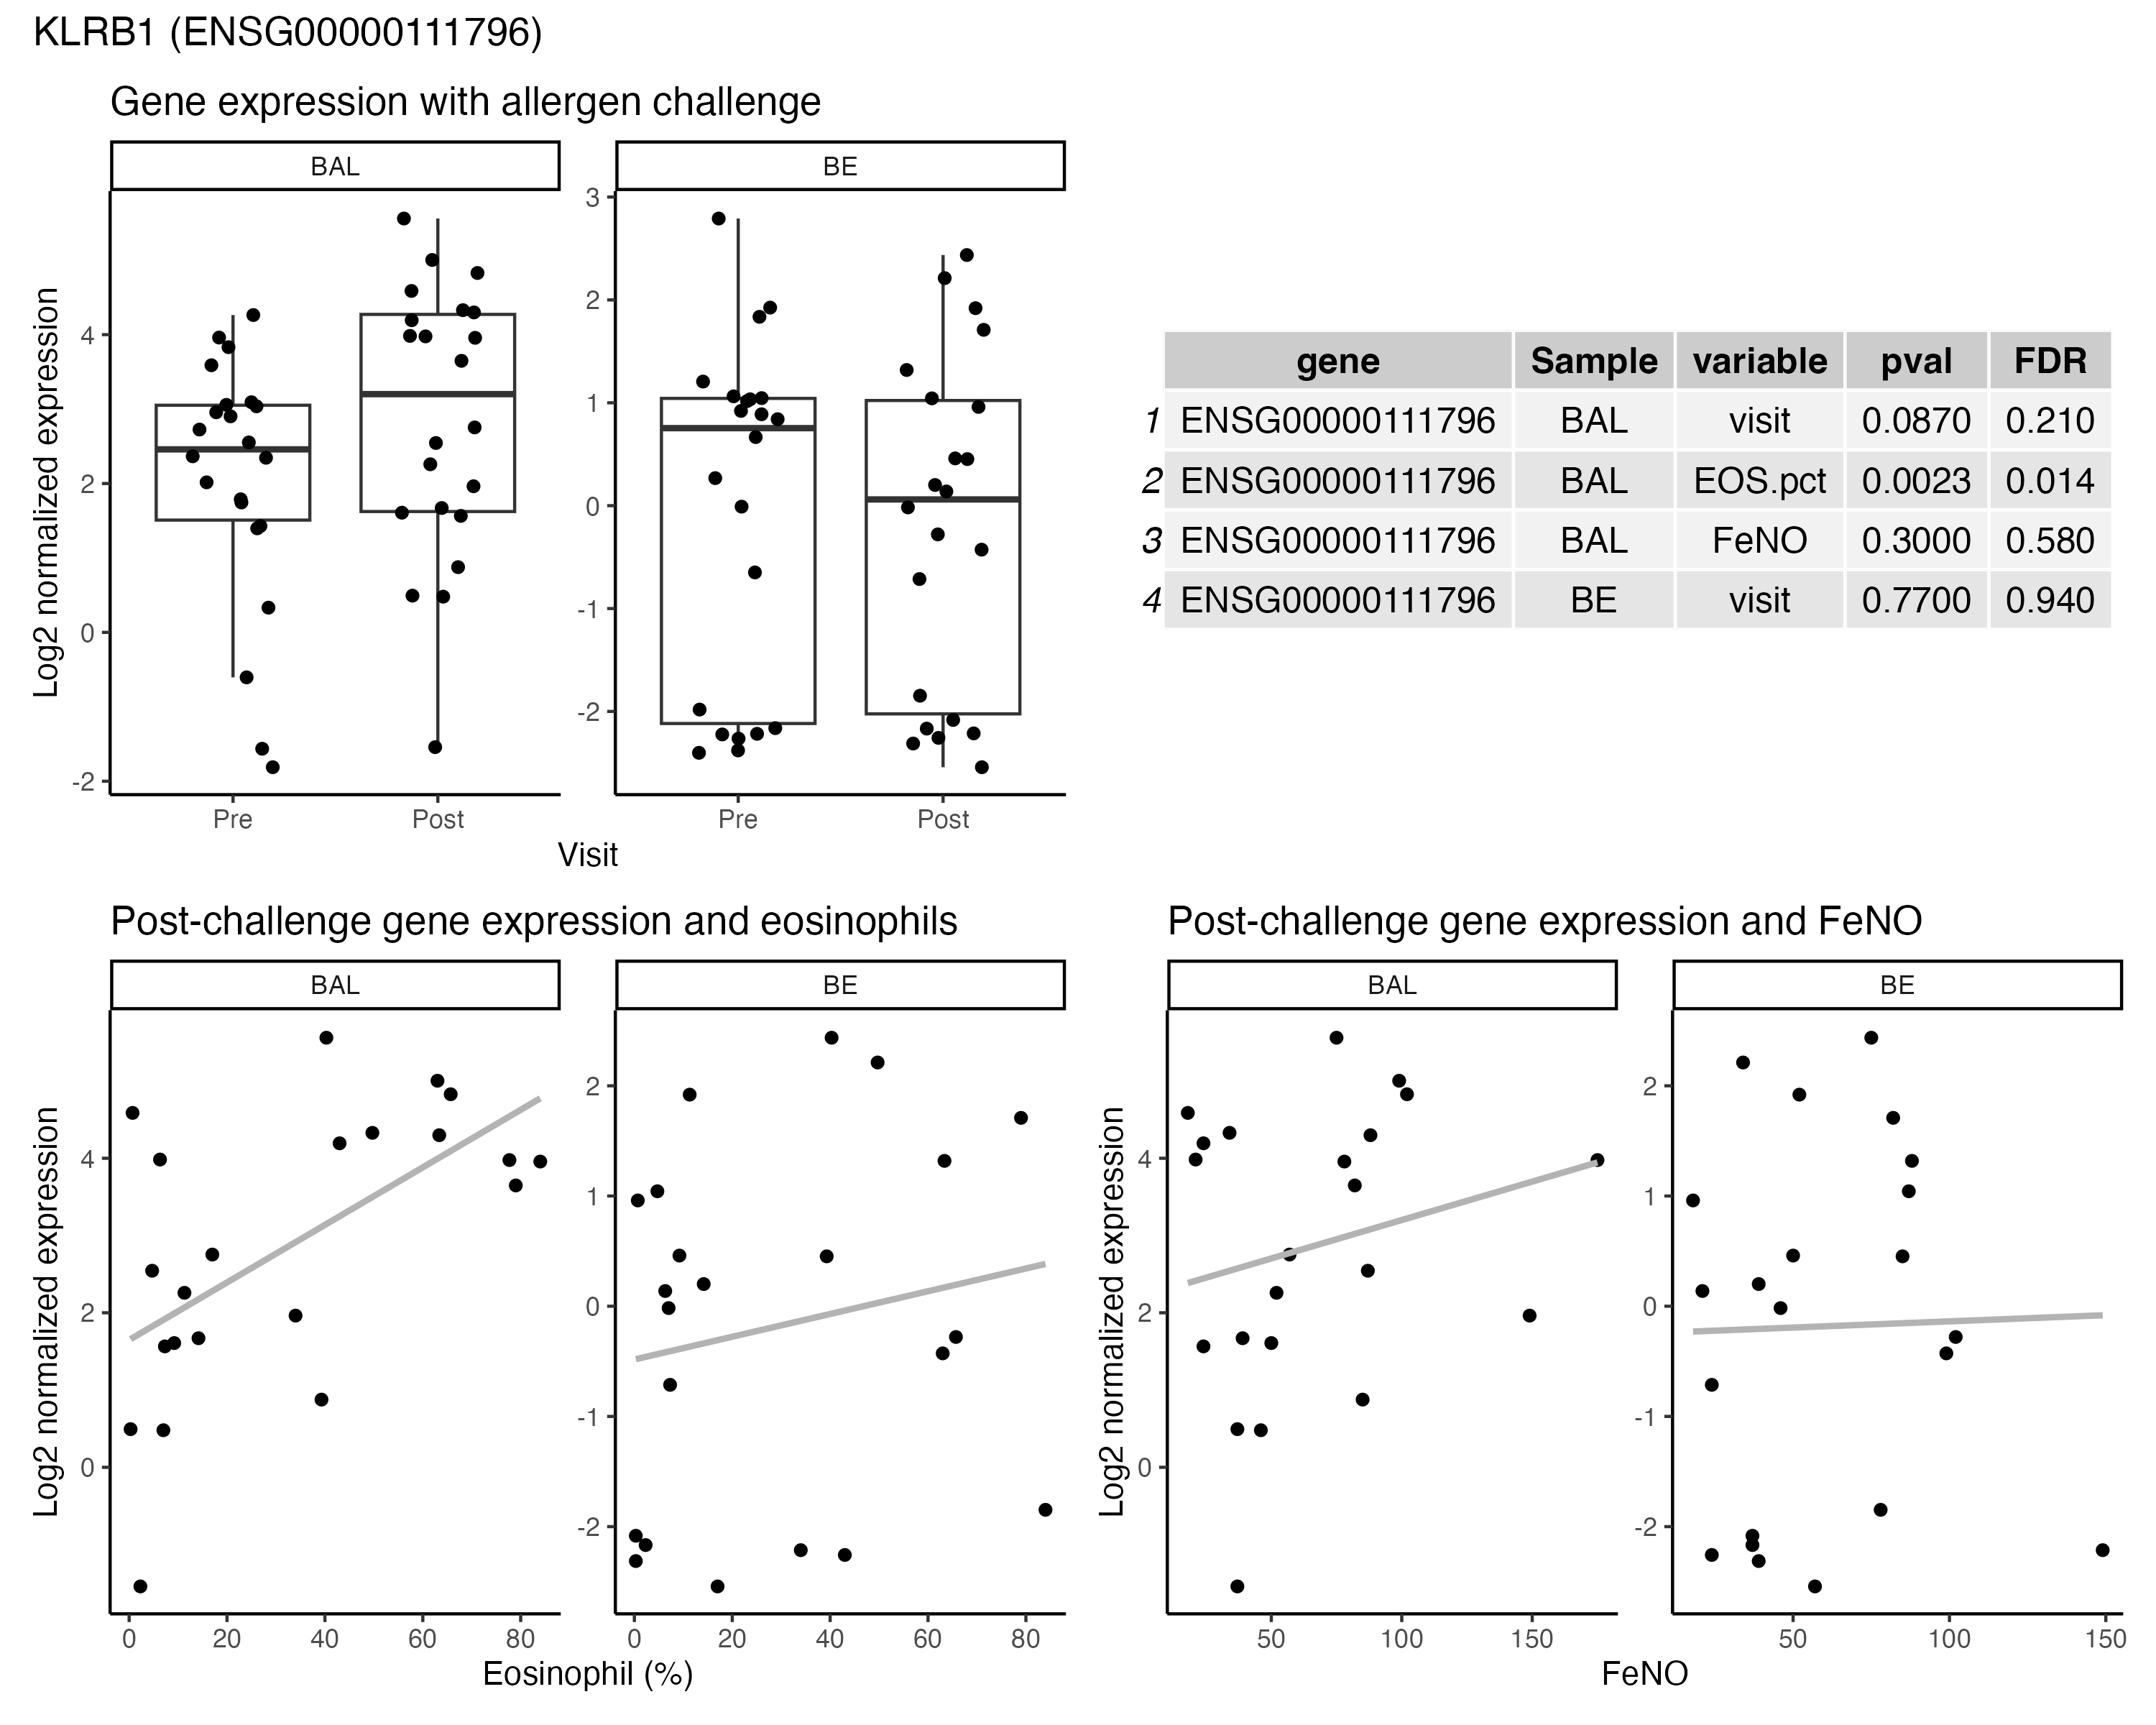 KLRB1 (ENSG00000111796)
Gene expression with allergen challenge
BAL
BE
Log2 normalized expression
4
2
0
-2
3
2
1
0
-1
-2
Pre
Post
Pre
Post
Visit
gene Sample variable pval FDR
1 ENSG00000111796 BAL visit 0.0870 0.210
2 ENSG00000111796 BAL EOS.pct 0.0023 0.014
3 ENSG00000111796 BAL FeNO 0.3000 0.580
4 ENSG00000111796 BE visit 0.7700 0.940
Post-challenge gene expression and eosinophils
BAL
BE
Log2 normalized expression
4
2
0
2
1
0
-1
-2
0 20 40 60 80
0 20 40 60 80
Eosinophil (%)
Post-challenge gene expression and FeNO
BAL
BE
Log2 normalized expression
4
2
0
2
1
0
-1
-2
50 100 150
50 100 150
FeNO